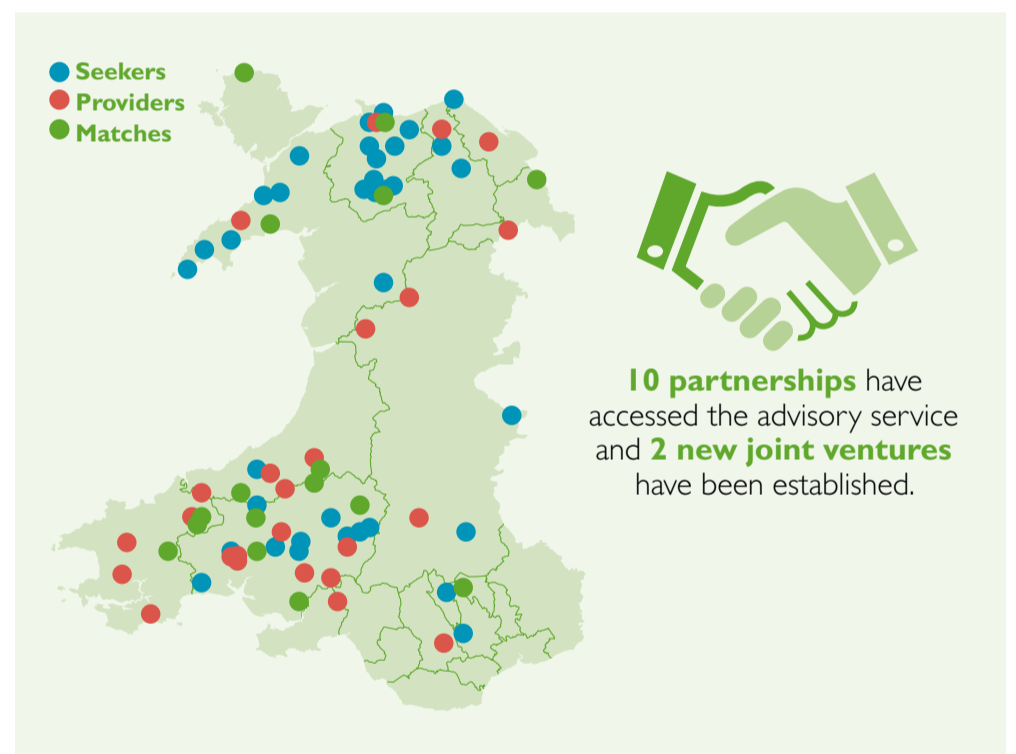 Seekers
Providers
Matches
10 partnerships have
accessed the advisory service
and 2 new joint ventures
have been established.